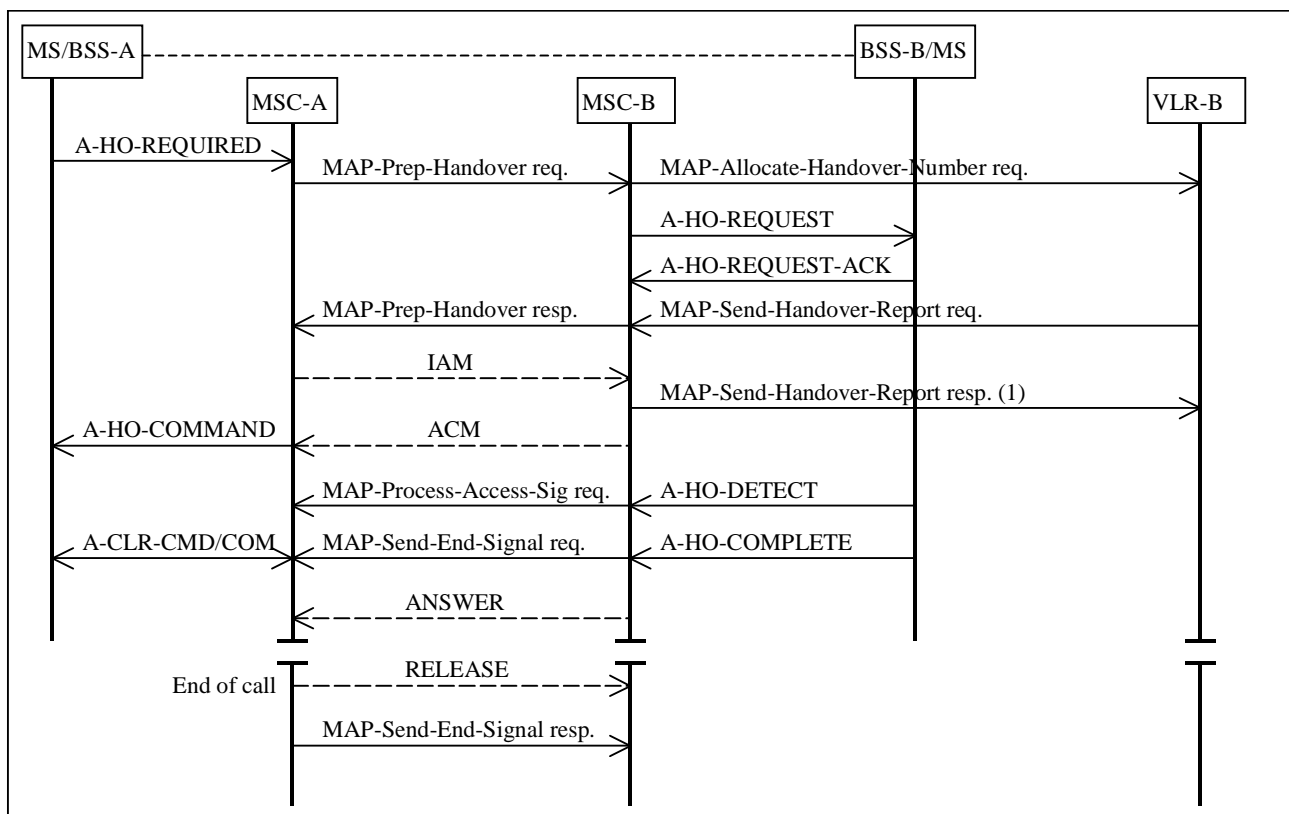 MS/BSS-A
BSS-B/MS
MSC-A
MSC-B
VLR-B
A-HO-REQUIRED
MAP-Prep-Handover req.
MAP-Allocate-Handover-Number req.
A-HO-REQUEST
A-HO-REQUEST-ACK
MAP-Prep-Handover resp.
MAP-Send-Handover-Report req.
IAM
MAP-Send-Handover-Report resp. (1)
A-HO-COMMAND
ACM
MAP-Process-Access-Sig req.
A-HO-DETECT
A-CLR-CMD/COM
MAP-Send-End-Signal req.
A-HO-COMPLETE
ANSWER
End of call
RELEASE
MAP-Send-End-Signal resp.